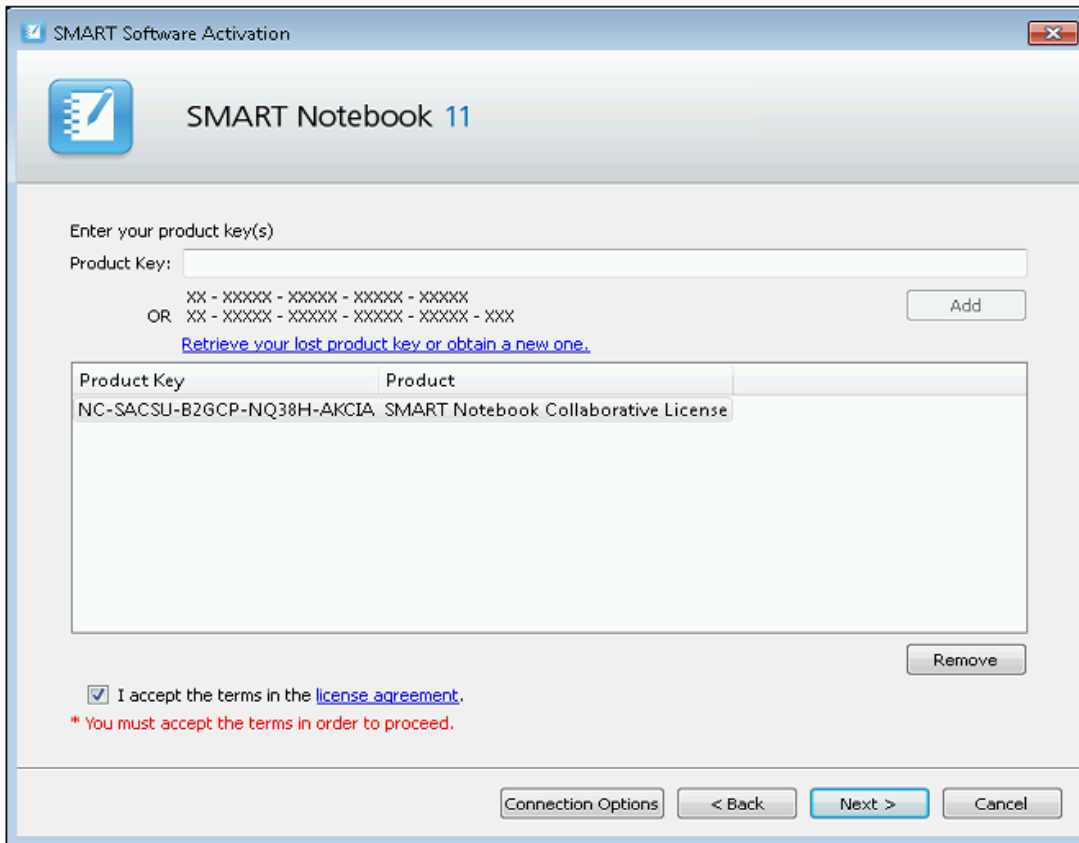 SMART Software Activation
SMART Notebook 11
Enter your product key(s)
Product Key:
XX - XXXXX - XXXXX - XXXXX - XXXXX
OR XX - XXXXX - XXXXX - XXXXX - XXXXX - XXX
Add
Retrieve your lost product key or obtain a new one.
Product Key Product
NC-SACSU-B2GCP-NQ38H-AKCIA SMART Notebook Collaborative License
Remove
I accept the terms in the license agreement.
* You must accept the terms in order to proceed.
Connection Options < Back Next > Cancel